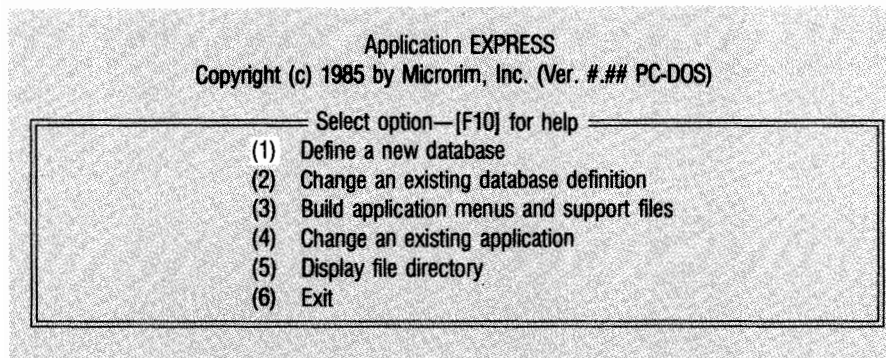 Application EXPRESS
Copyright (c) 1985 by Microrim, Inc. (Ver. #.## PC-DOS)
Select option—[F10] for help
(1) Define a new database
(2) Change an existing database definition
(3) Build application menus and support files
(4) Change an existing application
(5) Display file directory
(6) Exit